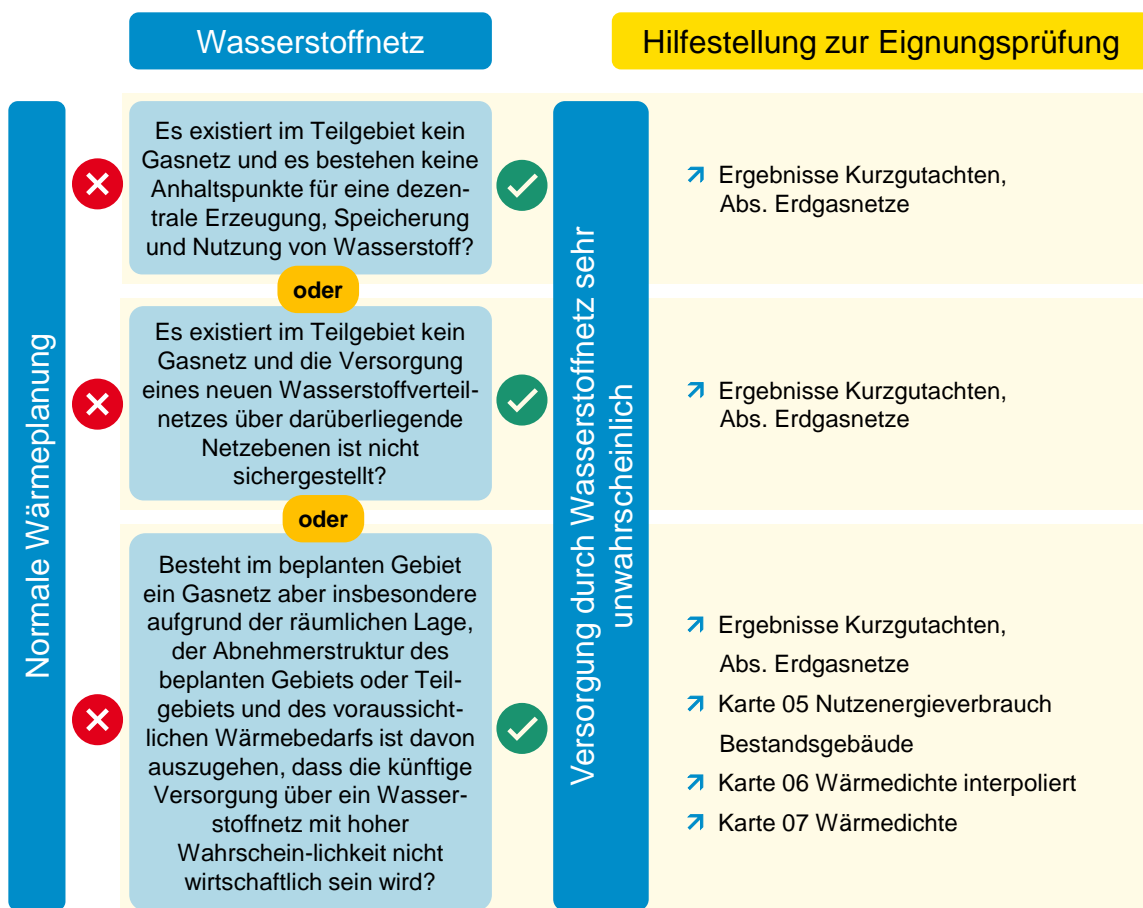 Wasserstoffnetz
Hilfestellung zur Eignungsprüfung
Normale Wärmeplanung
Es existiert im Teilgebiet kein
Gasnetz und es bestehen keine
Anhaltspunkte für eine dezen-
trale Erzeugung, Speicherung
und Nutzung von Wasserstoff?
oder
Es existiert im Teilgebiet kein
Gasnetz und die Versorgung
eines neuen Wasserstoffverteil-
netzes über darüberliegende
Netzebenen ist nicht
sichergestellt?
oder
Besteht im beplanten Gebiet
ein Gasnetz aber insbesondere
aufgrund der räumlichen Lage,
der Abnehmerstruktur des
beplanten Gebiets oder Teil-
gebiets und des voraussicht-
lichen Wärmebedarfs ist davon
auszugehen, dass die künftige
Versorgung über ein Wasser-
stoffnetz mit hoher
Wahrschein-lichkeit nicht
wirtschaftlich sein wird?
Versorgung durch Wasserstoffnetz sehr
unwahrscheinlich
Ergebnisse Kurzgutachten,
Abs. Erdgasnetze
Ergebnisse Kurzgutachten,
Abs. Erdgasnetze
Ergebnisse Kurzgutachten,
Abs. Erdgasnetze
Karte 05 Nutzenergieverbrauch
Bestandsgebäude
Karte 06 Wärmedichte interpoliert
Karte 07 Wärmedichte